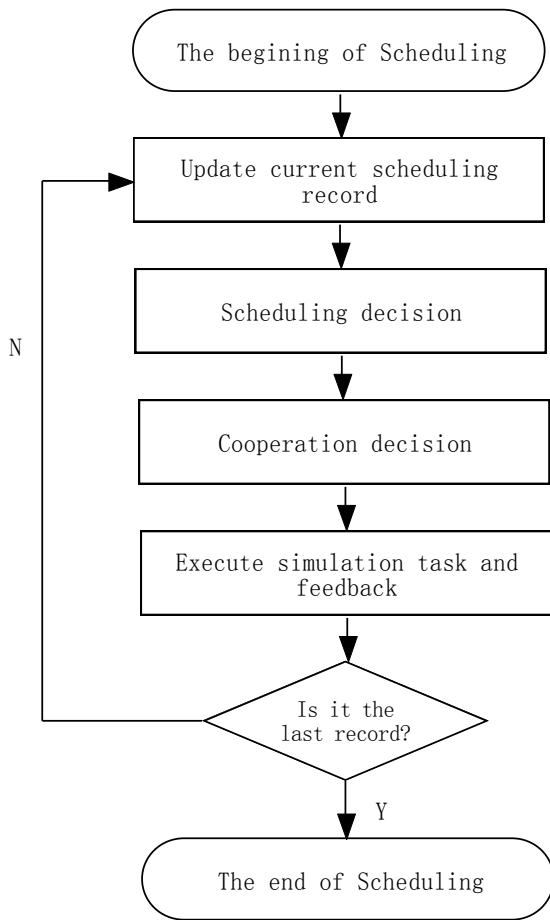 The begining of Scheduling
Update current scheduling
record
Scheduling decision
N
Cooperation decision
Execute simulation task and
feedback
Is it the
last record?
Y
The end of Scheduling